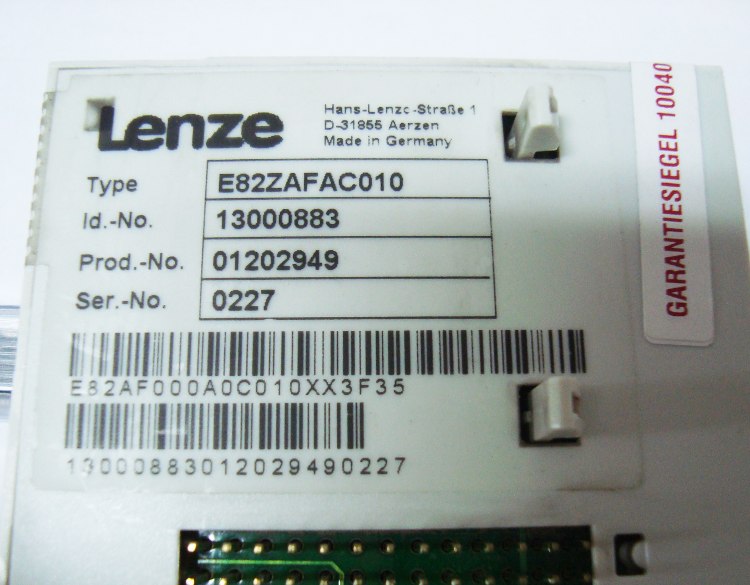 Lenze
Hans-Lenze-Straße 1
D-31855 Aerzen
Made in Germany
Type E82ZAFAC010
Id.-No. 13000883
Prod.-No. 01202949
Ser.-No. 0227
E82AF000A0C010XX3F35
13000883012029490227
GARANTIESIEGEL 10040